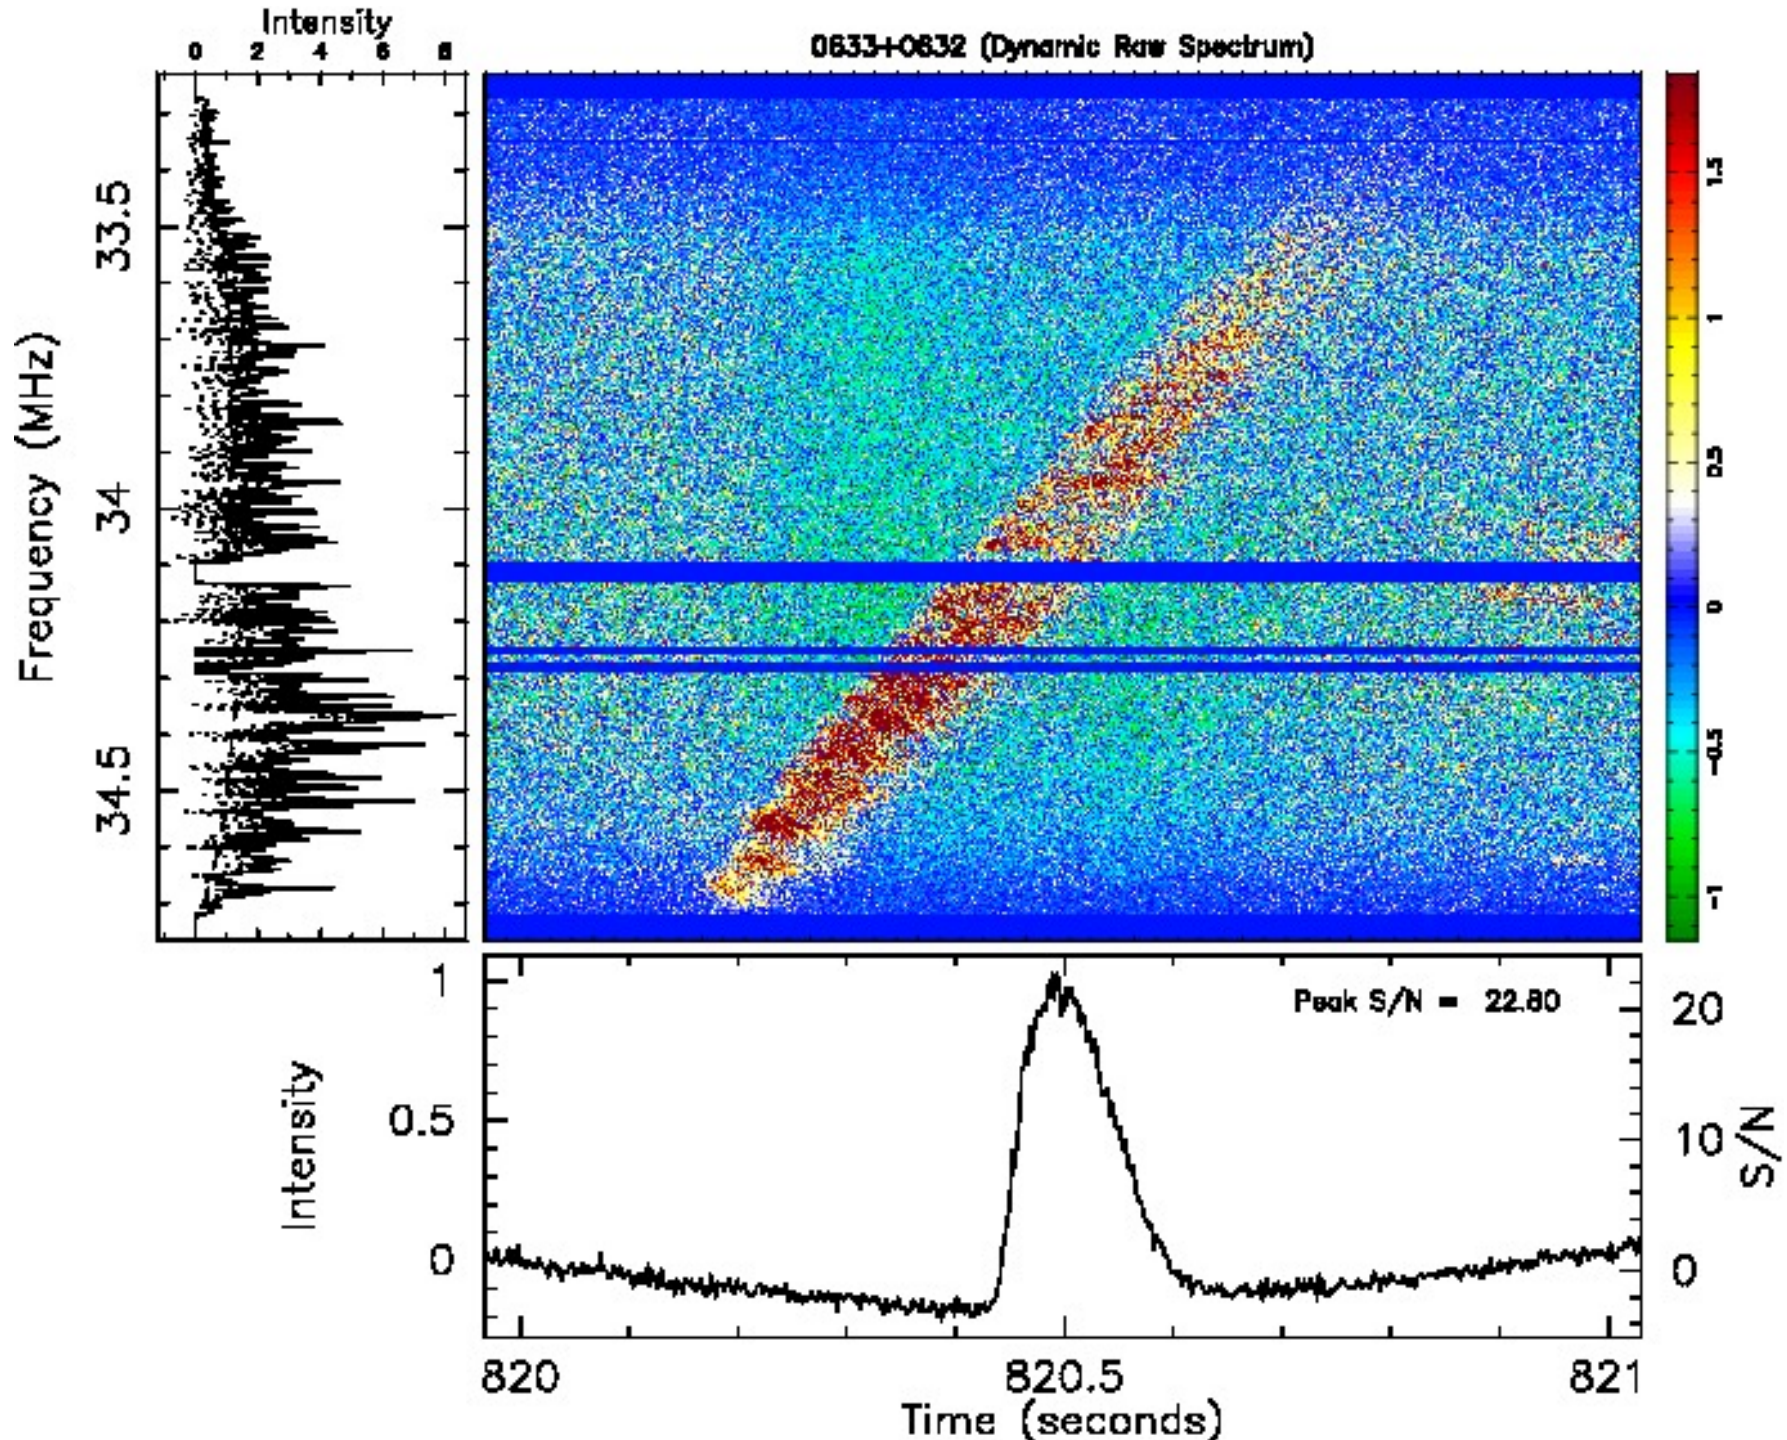 Intensity
0 2 4 6 8
0633+0632 (Dynamic Raw Spectrum)
Frequency (MHz)
33.5
34
34.5
1.5
1
0.5
0
-0.5
-1
Intensity
1
0.5
0
Peak S/N = 22.80
20
10
0
S/N
820 820.5 821
Time (seconds)